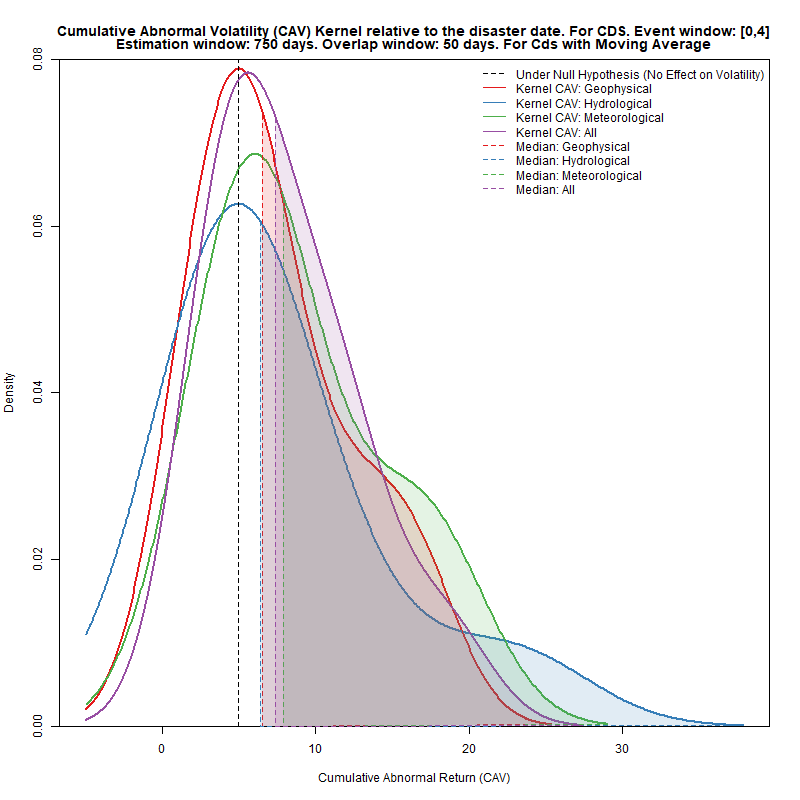 Cumulative Abnormal Volatility (CAV) Kernel relative to the disaster date. For CDS. Event window: [0,4]
Estimation window: 750 days. Overlap window: 50 days. For Cds with Moving Average
Under Null Hypothesis (No Effect on Volatility)
Kernel CAV: Geophysical
Kernel CAV: Hydrological
Kernel CAV: Meteorological
Kernel CAV: All
Median: Geophysical
Median: Hydrological
Median: Meteorological
Median: All
Density
0.08
0.06
0.04
0.02
0.00
0 10 20 30
Cumulative Abnormal Return (CAV)